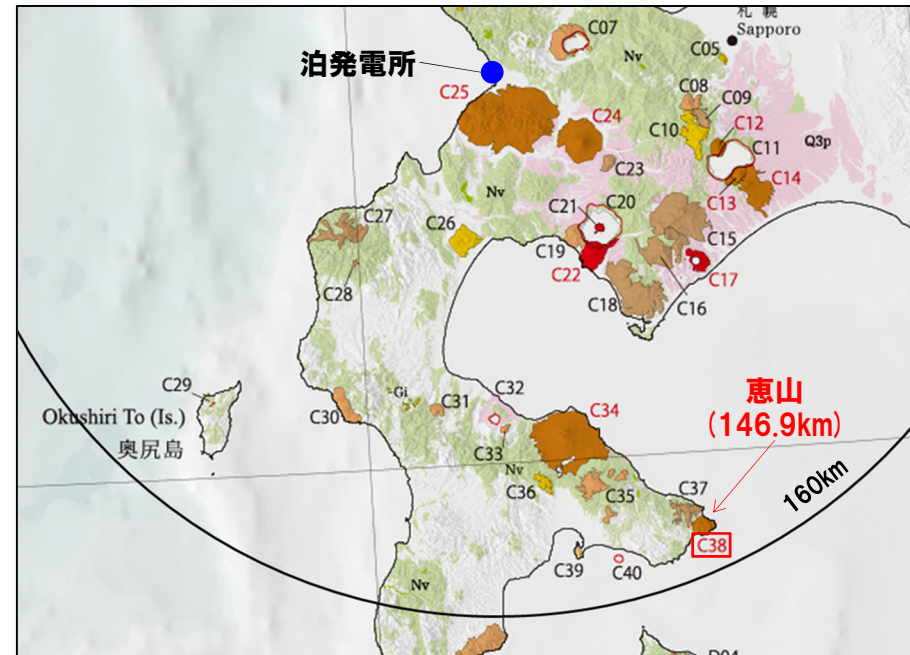 札幌
Sapporo
C07
Nv
C05
泊発電所
C25
C08
C09
C24
C10
C12
C11
Q3p
C23
C14
Nv
C13
C20
C21
C27
C26
C15
C19
C22
C17
C28
C18
C16
C29
C32
Gi
C31
C34
恵山
Okushiri To (Is.)
C30
(146.9km)
奥尻島
C33
Nv
160km
C36
C35
C37
C38
C39
C40
Nv